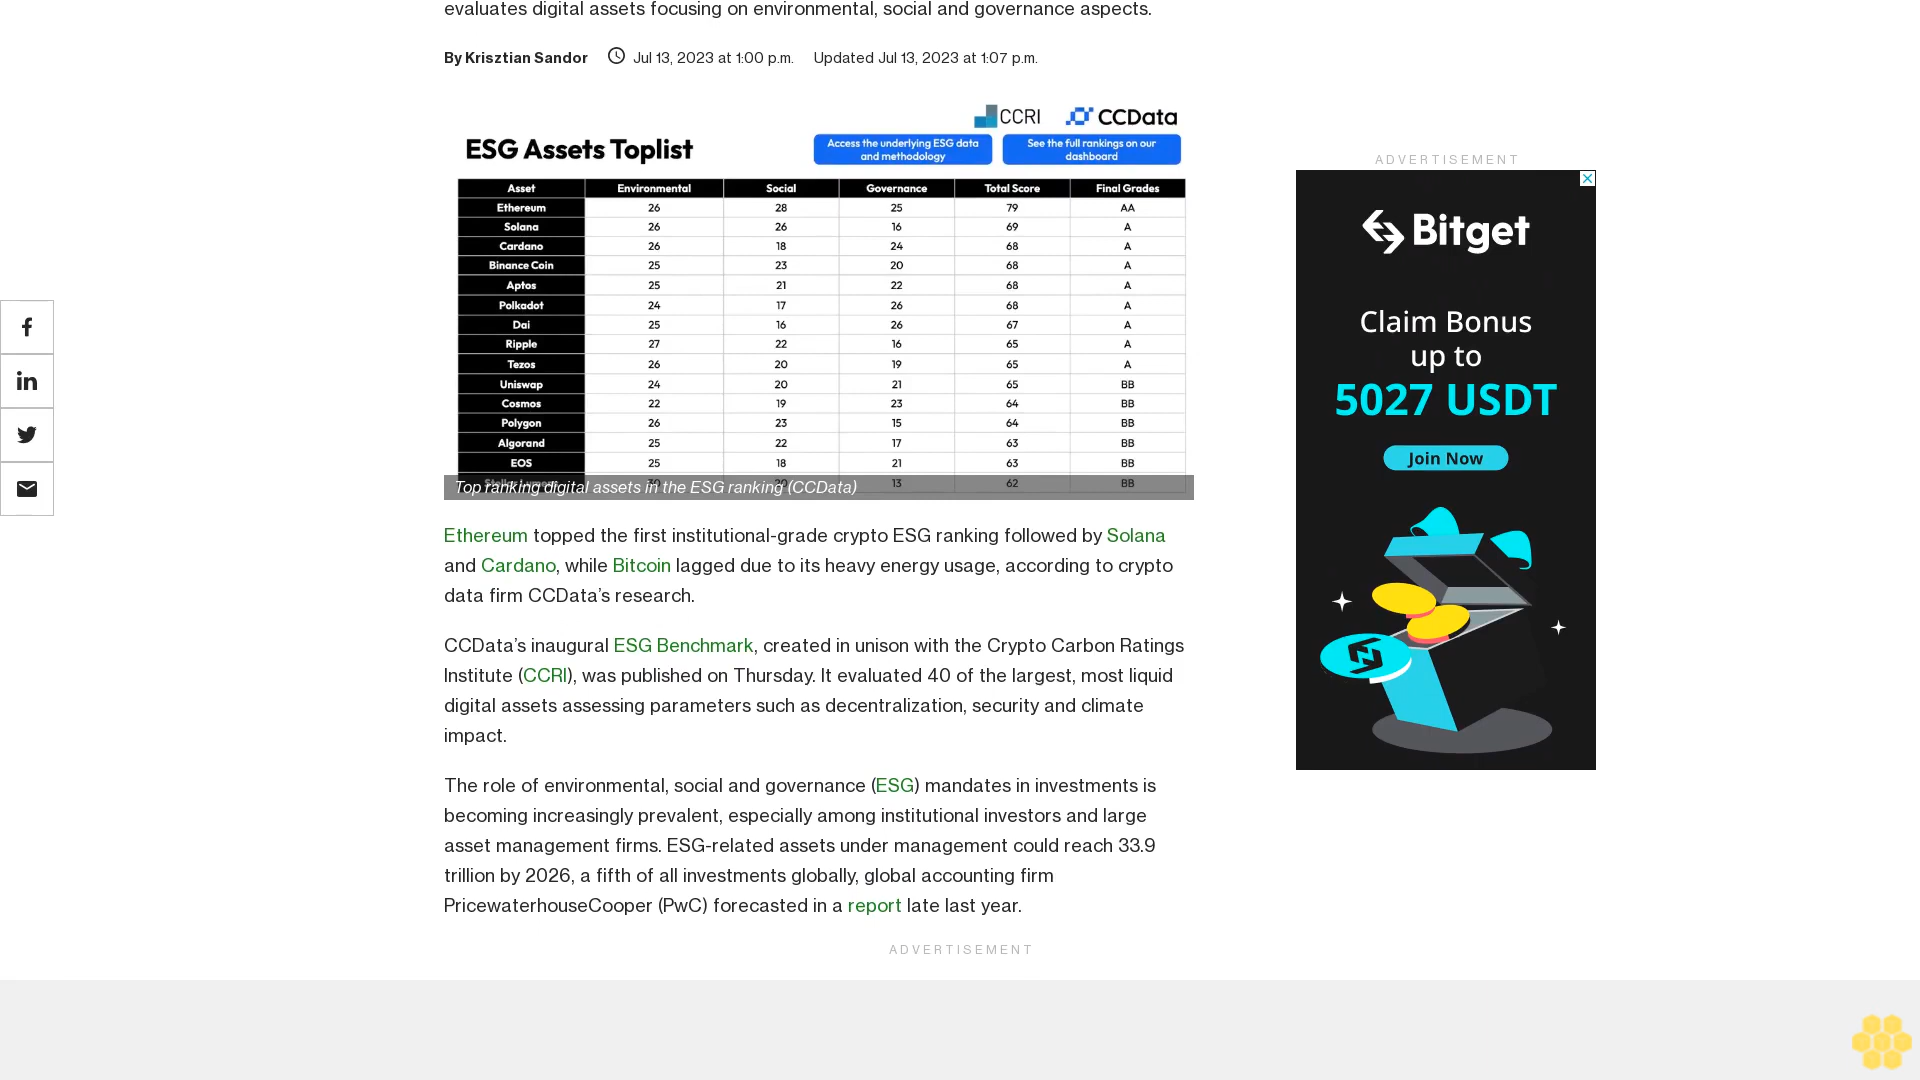 evaluates digital assets focusing on environmental, social and governance aspects.
By Krisztian Sandor Jul 13, 2023 at 1:00 p.m. Updated Jul 13, 2023 at 1:07 p.m.
CCRI CCData
ESG Assets Toplist
Access the underlying ESG data
and methodology
See the full rankings on our
dashboard
Asset Environmental Social Governance Total Score Final Grades
Ethereum 26 28 25 79 AA
Solana 26 26 16 69 A
Cardano 26 18 24 68 A
Binance Coin 25 23 20 68 A
Aptos 25 21 22 68 A
Polkadot 24 17 26 68 A
Dai 25 16 26 67 A
Ripple 27 22 16 65 A
Tezos 26 20 19 65 A
Uniswap 24 20 21 65 BB
Cosmos 22 19 23 64 BB
Polygon 26 23 15 64 BB
Algorand 25 22 17 63 BB
EOS 25 18 21 63 BB
13 62 BB
Top ranking digital assets in the ESG ranking (CCData)
Ethereum topped the first institutional-grade crypto ESG ranking followed by Solana
and Cardano, while Bitcoin lagged due to its heavy energy usage, according to crypto
data firm CCData’s research.
CCData’s inaugural ESG Benchmark, created in unison with the Crypto Carbon Ratings
Institute (CCRI), was published on Thursday. It evaluated 40 of the largest, most liquid
digital assets assessing parameters such as decentralization, security and climate
impact.
The role of environmental, social and governance (ESG) mandates in investments is
becoming increasingly prevalent, especially among institutional investors and large
asset management firms. ESG-related assets under management could reach 33.9
trillion by 2026, a fifth of all investments globally, global accounting firm
PricewaterhouseCooper (PwC) forecasted in a report late last year.
ADVERTISEMENT
ADVERTISEMENT
Bitget
Claim Bonus
up to
5027 USDT
Join Now